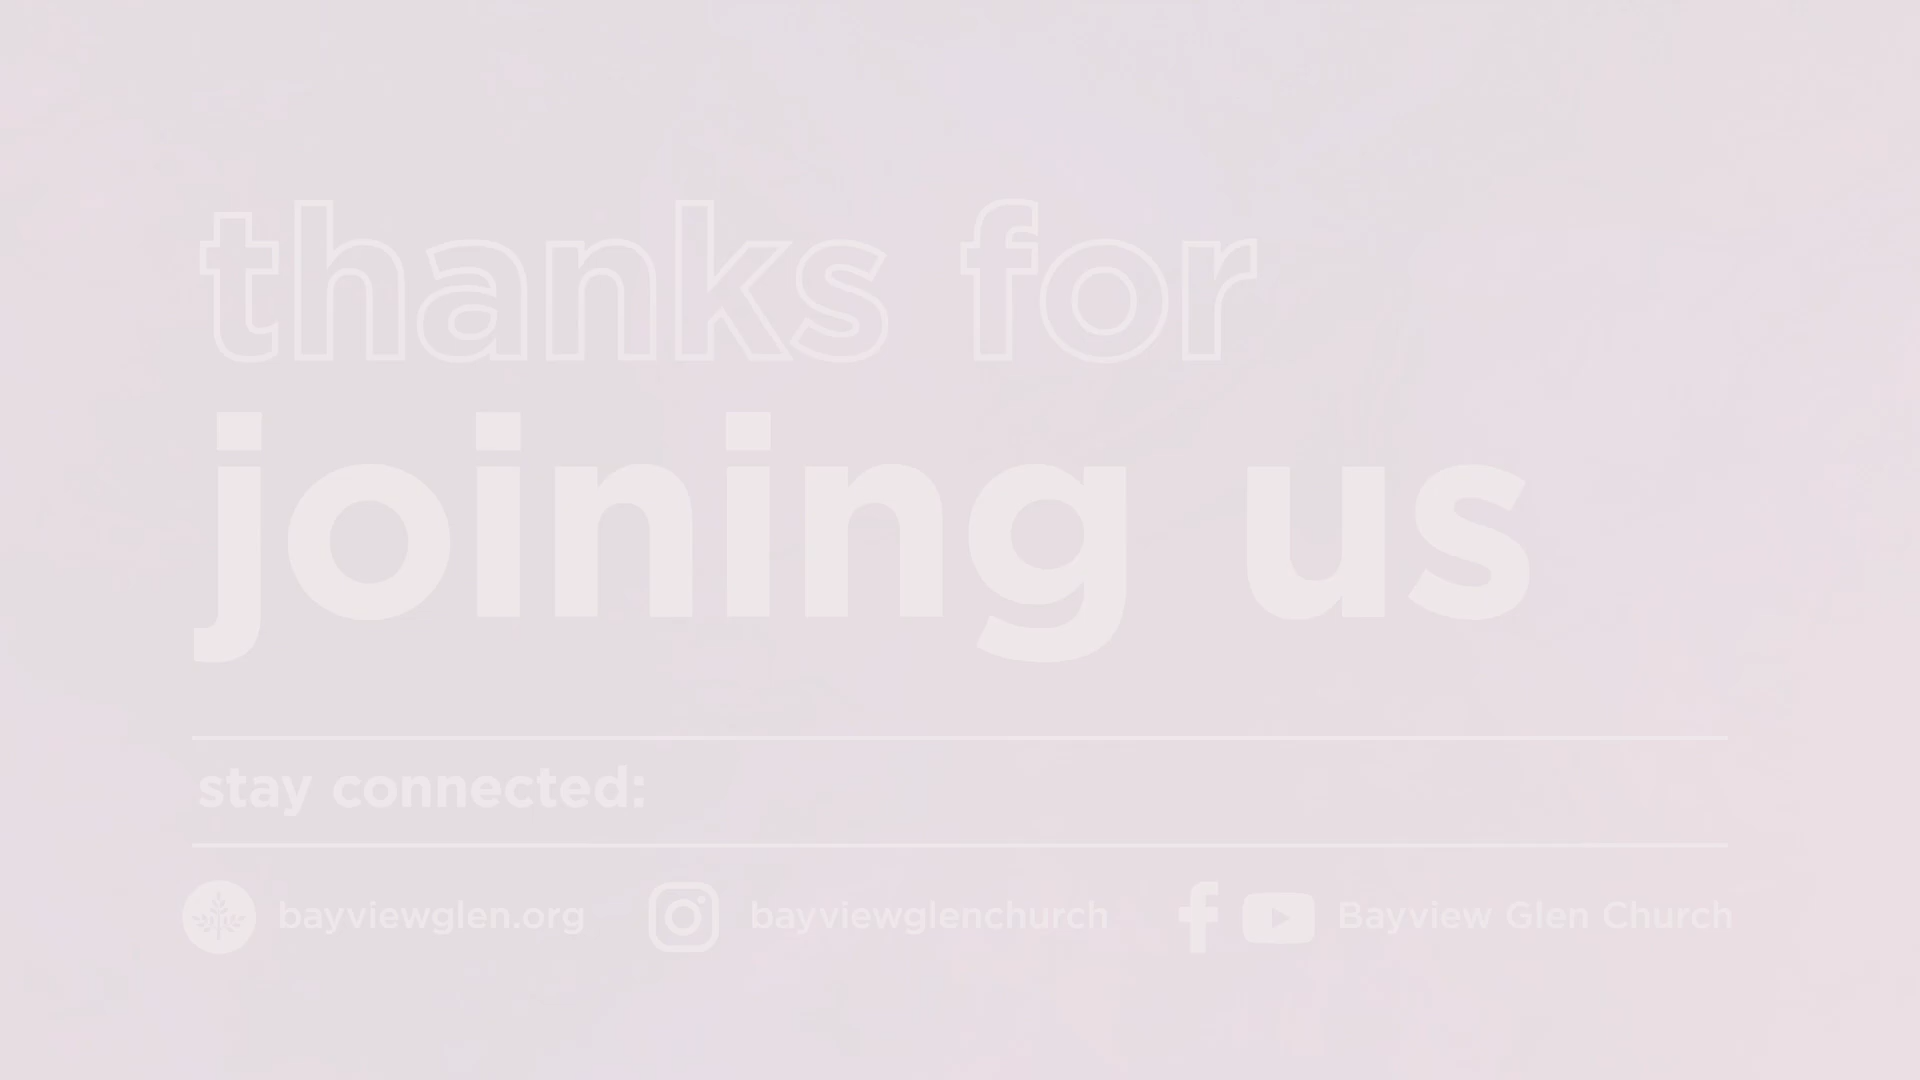 thanks for
joining us
stay connected:
bayviewglen.org bayviewglenchurch Bayview Glen Church